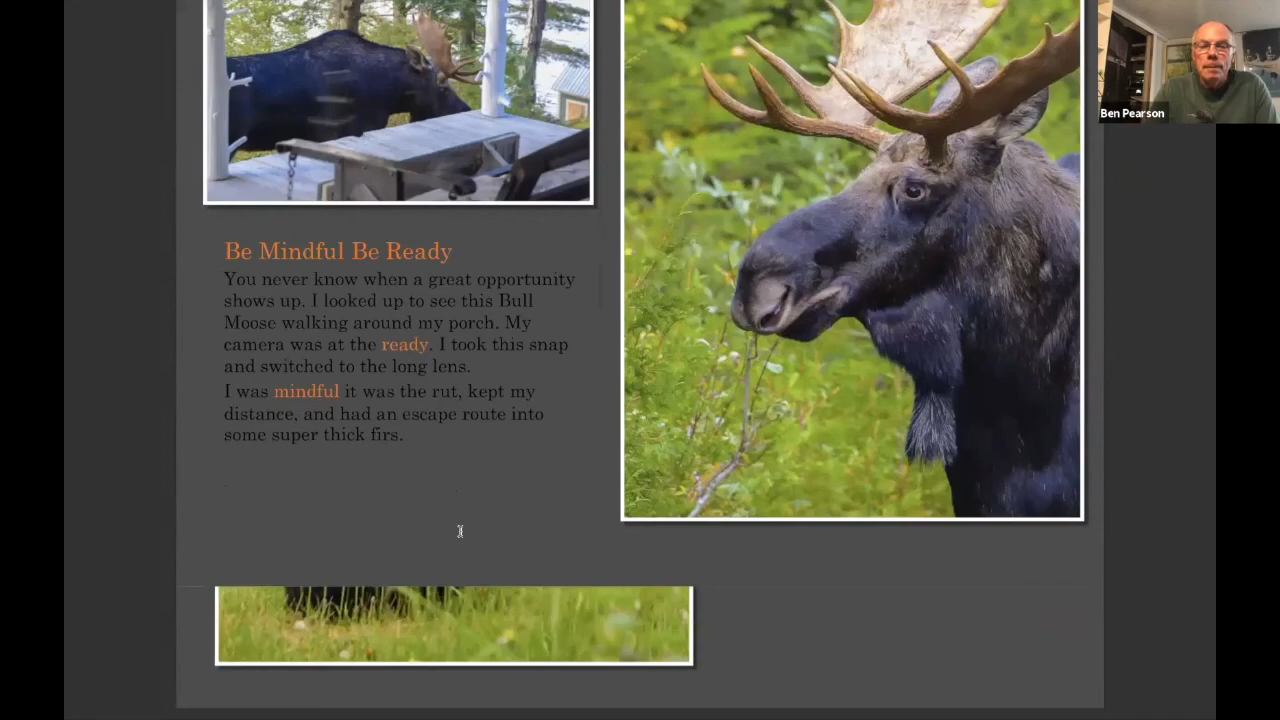 Ben Pearson
Be Mindful Be Ready
You never know when a great opportunity
shows up. I looked up to see this Bull
Moose walking around my porch. My
camera was at the ready. I took this snap
and switched to the long lens.
I was mindful it was the rut, kept my
distance, and had an escape route into
some super thick firs.